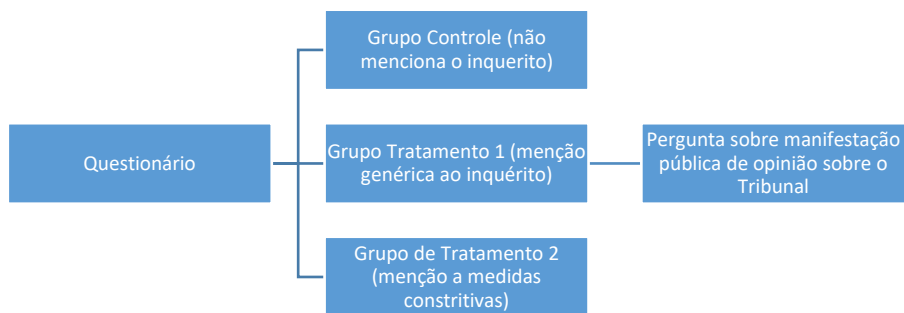 Grupo Controle (não
menciona o inquerito)
Questionário
Grupo Tratamento 1 (menção
genérica ao inquérito)
Pergunta sobre manifestação
pública de opinião sobre o
Tribunal
Grupo de Tratamento 2
(menção a medidas
constritivas)